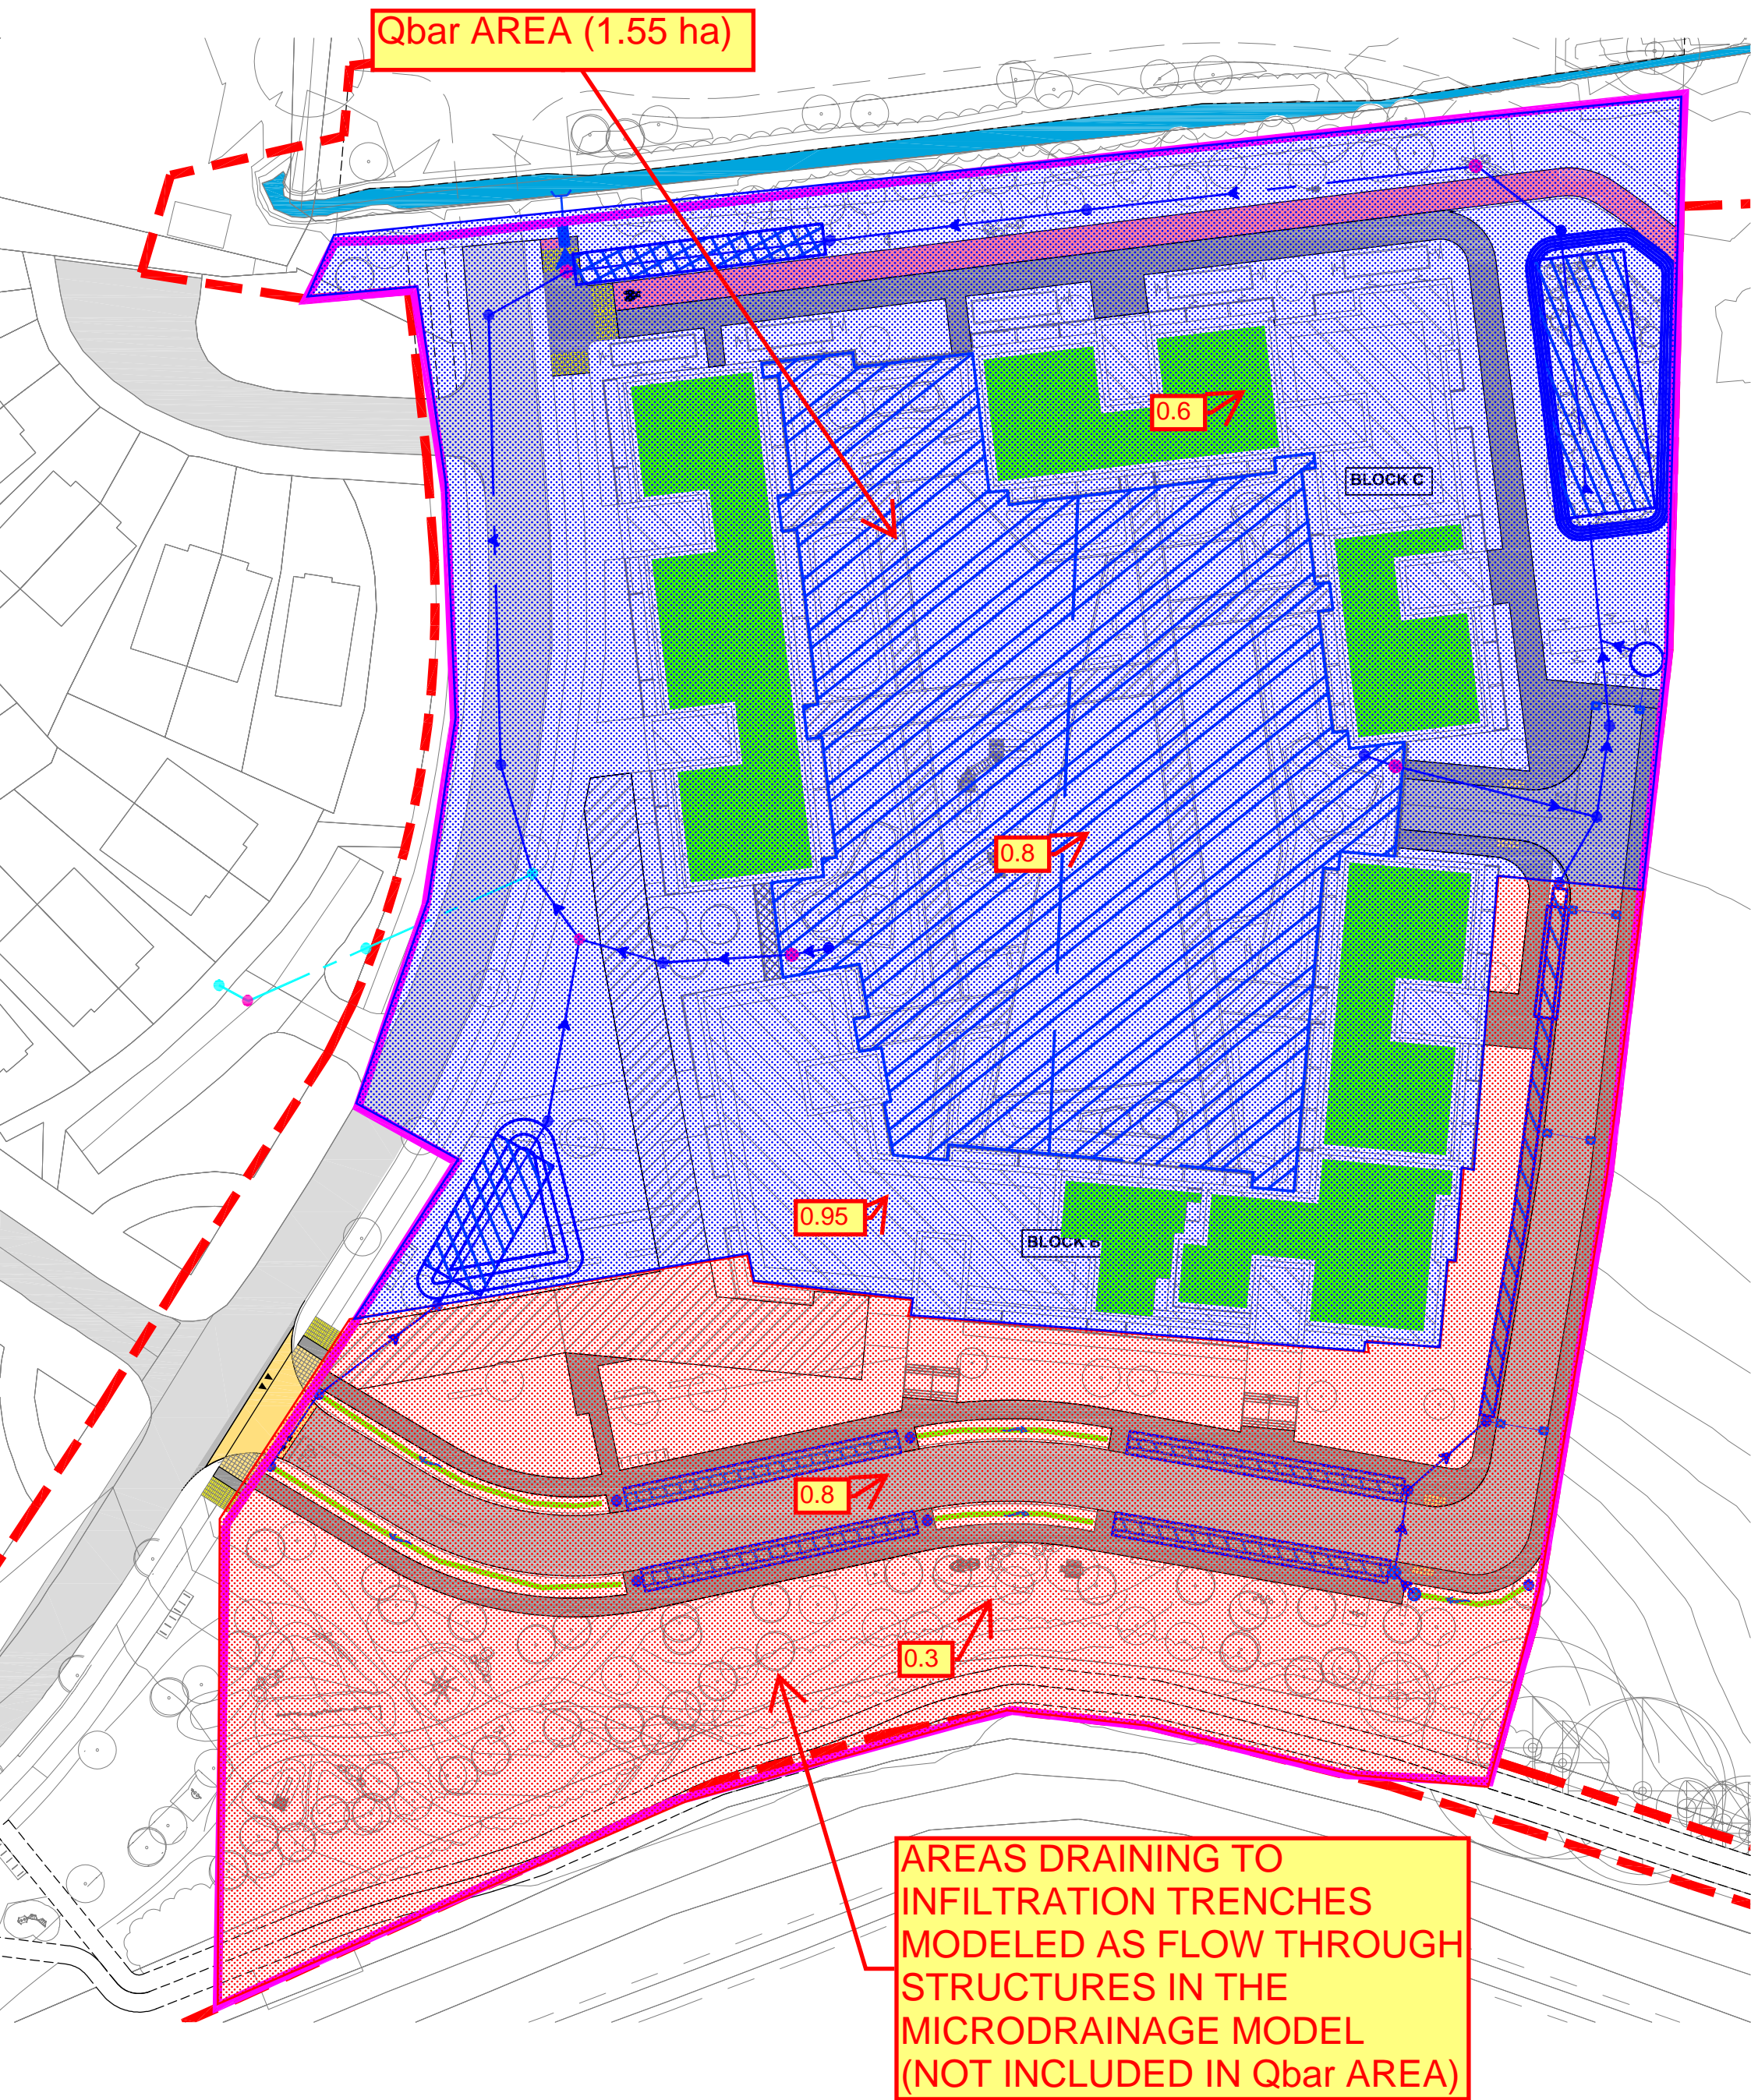 Qbar AREA (1.55 ha)
0.6
BLOCK C
0.8
0.95
BLOCK B
0.8
0.3
AREAS DRAINING TO
INFILTRATION TRENCHES
MODELED AS FLOW THROUGH
STRUCTURES IN THE
MICRODRAINAGE MODEL
(NOT INCLUDED IN Qbar AREA)